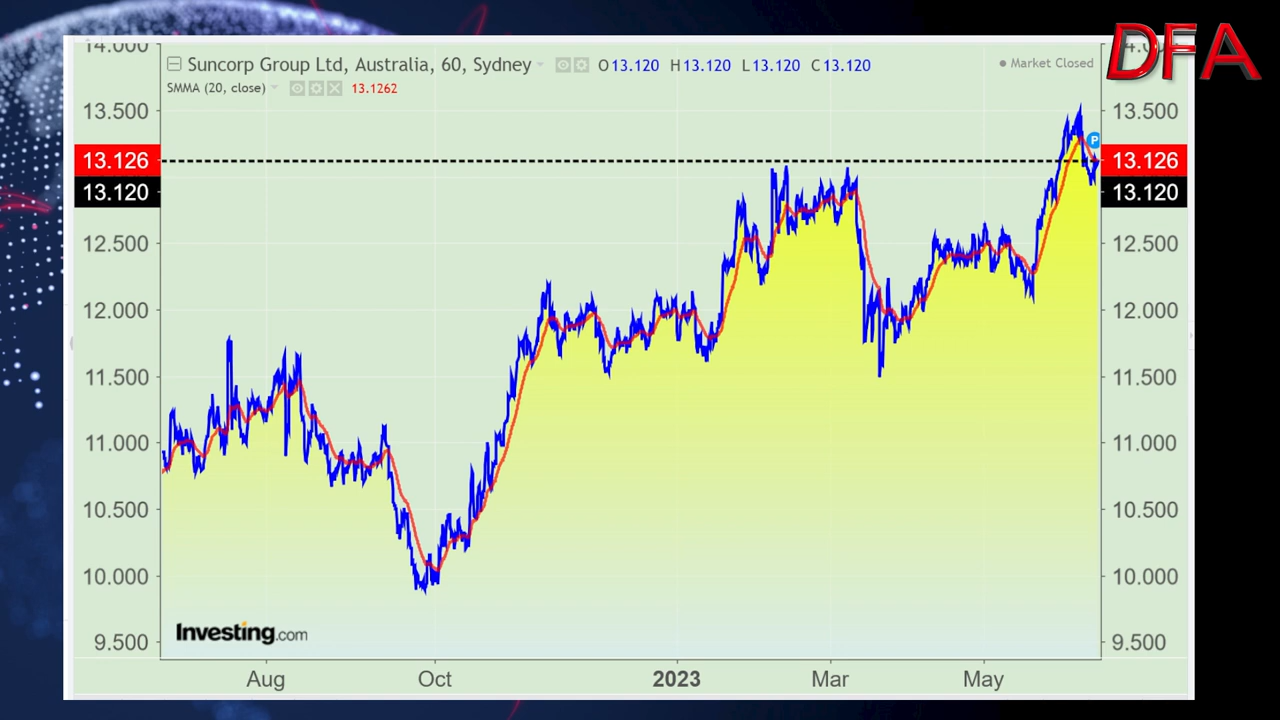 DFA
14.000
Suncorp Group Ltd, Australia, 60, Sydney O13.120 H13.120 L13.120 C13.120
Market Closed
SMMA (20, close) 13.1262
13.500 13.500
13.126 13.126
13.120 13.120
12.500 12.500
12.000 12.000
11.500 11.500
11.000 11.000
10.500 10.500
10.000 10.000
9.500 9.500
P
Investing.com
Aug Oct 2023 Mar May